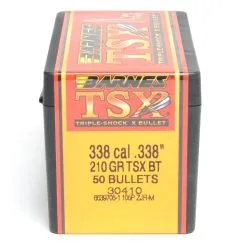 BARNES
TSX
TRIPLE-SHOCK X BULLET
338 cal .338"
210 GR TSX BT
50 BULLETS
30410